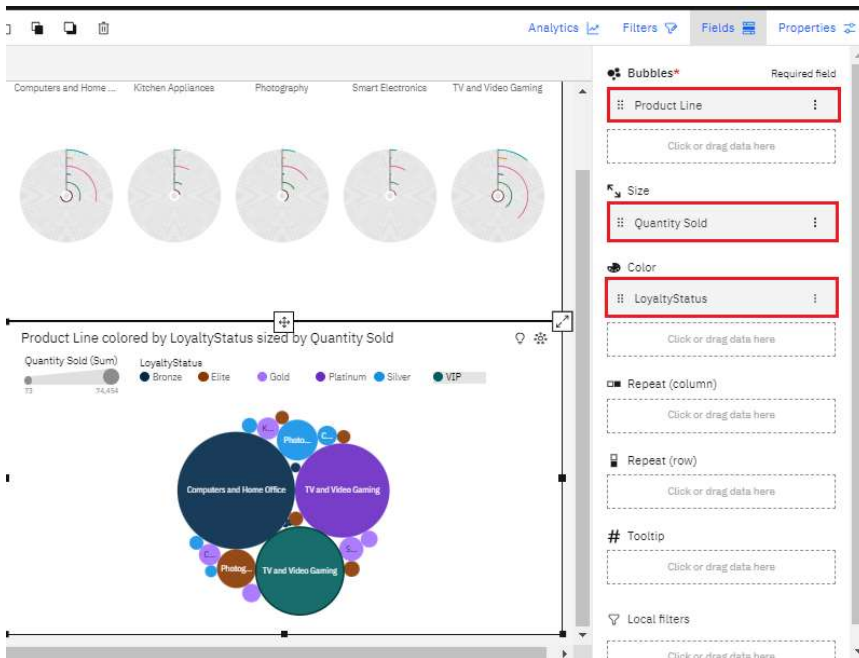 Analytics Filters Fields Properties
Bubbles* Required field
Product Line
Click or drag data here
Size
Quantity Sold
Color
LoyaltyStatus
Click or drag data here
Repeat (column)
Click or drag data here
Repeat (row)
Click or drag data here
Tooltip
Click or drag data here
Local filters
Click or drag data here
Computers and Home ... Kitchen Appliances Photography Smart Electronics TV and Video Gaming
Product Line colored by LoyaltyStatus sized by Quantity Sold
Quantity Sold (Sum)
73 74,454
LoyaltyStatus
Bronze Elite Gold Platinum Silver VIP
K...
Photo...
C...
Computers and Home Office
TV and Video Gaming
C...
S...
Photog...
TV and Video Gaming